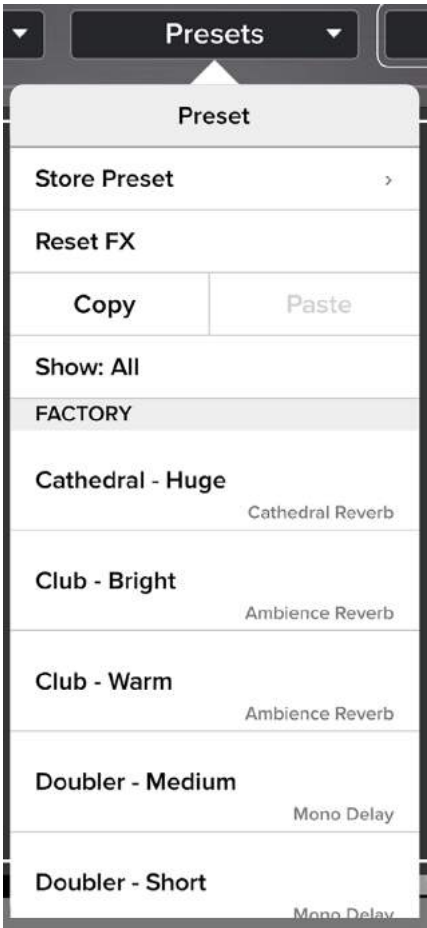 Presets
Preset
Store Preset
Reset FX
Copy Paste
Show: All
FACTORY
Cathedral - Huge
Cathedral Reverb
Club - Bright
Ambience Reverb
Club - Warm
Ambience Reverb
Doubler - Medium
Mono Delay
Doubler - Short
Mono Delay